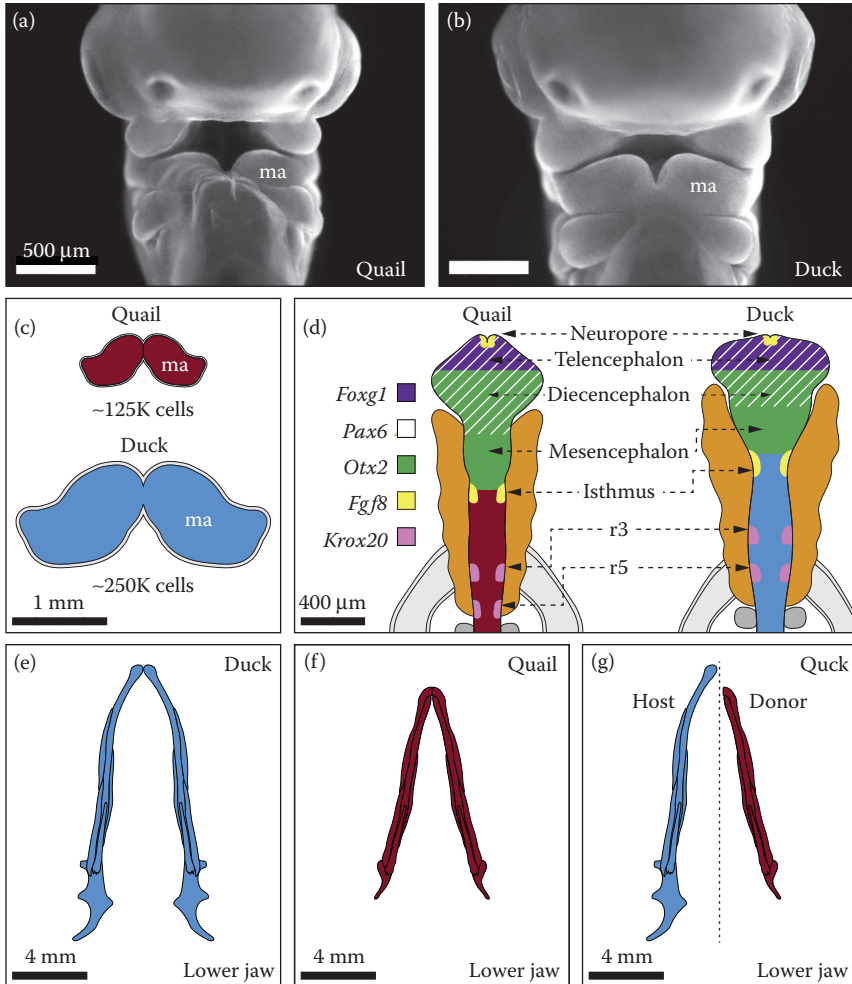 (a)
ma
500 μm
Quail
(b)
ma
Duck
(c)
Quail
ma
~125K cells
Duck
ma
~250K cells
1 mm
(d)
Quail
Duck
Neuropore
Telencephalon
Foxg1
Diecencephalon
Pax6
Mesencephalon
Otx2
Isthmus
Fgf8
r3
Krox20
r5
400 μm
(e)
Duck
4 mm
Lower jaw
(f)
Quail
4 mm
Lower jaw
(g)
Quck
Host
Donor
4 mm
Lower jaw